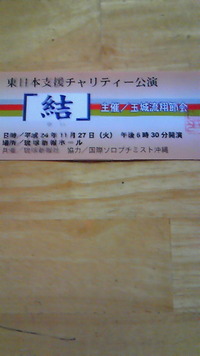 東日本支援チャリティー公演
「結」 主催／玉城流翔節会
日時／平成24年11月27日（火） 午後6時30分開演
場所／琉球新報ホール
共催／琉球新報社 協力／国際ソロプチミスト沖縄